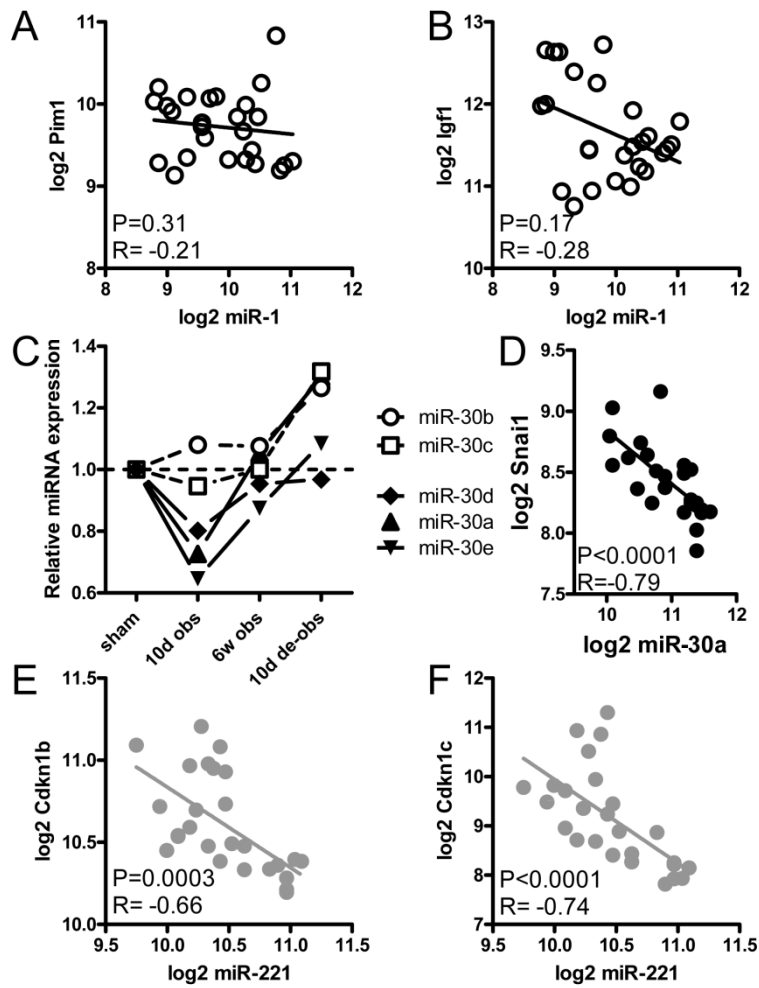 A
log2 Pim1
11
10
9
8
P=0.31
R= -0.21
8 9 10 11 12
log2 miR-1
B
log2 Igf1
13
12
11
10
P=0.17
R= -0.28
8 9 10 11 12
log2 miR-1
C
Relative miRNA expression
1.4
1.2
1.0
0.8
0.6
sham
10d obs
6w obs
10d de-obs
miR-30b
miR-30c
miR-30d
miR-30a
miR-30e
D
log2 Snai1
9.5
9.0
8.5
8.0
7.5
P<0.0001
R=-0.79
10 11 12
log2 miR-30a
E
log2 Cdkn1b
11.5
11.0
10.5
10.0
P=0.0003
R= -0.66
9.5 10.0 10.5 11.0 11.5
log2 miR-221
F
log2 Cdkn1c
12
11
10
9
8
7
P<0.0001
R= -0.74
9.5 10.0 10.5 11.0 11.5
log2 miR-221